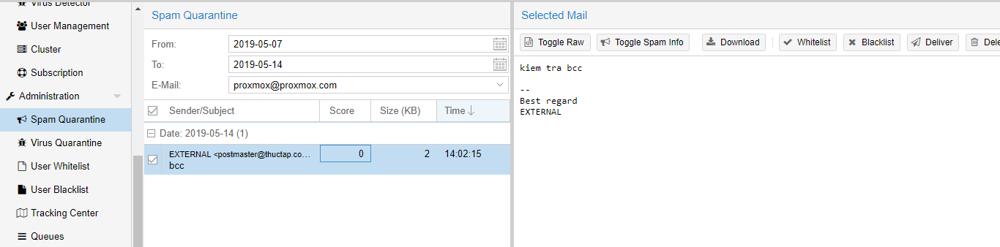 Virus Detector
User Management
Cluster
Subscription
Administration
Spam Quarantine
Virus Quarantine
User Whitelist
User Blacklist
Tracking Center
Queues
Spam Quarantine
From: 2019-05-07
To: 2019-05-14
E-Mail: proxmox@proxmox.com
Sender/Subject Score Size (KB) Time
Date: 2019-05-14 (1)
EXTERNAL <postmaster@thuctap.co… 0 2 14:02:15
bcc
Selected Mail
Toggle Raw Toggle Spam Info Download Whitelist Blacklist Deliver Dele
kiem tra bcc
--
Best regard
EXTERNAL